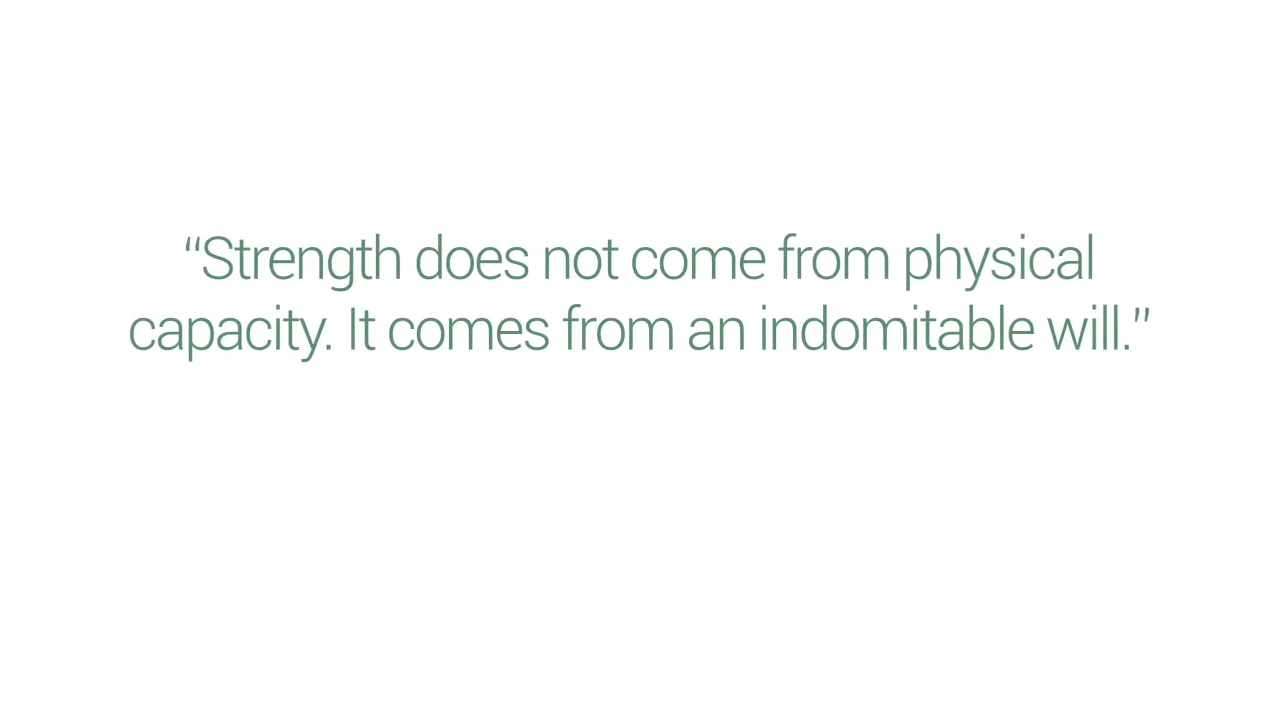 “Strength does not come from physical
capacity. It comes from an indomitable will.”